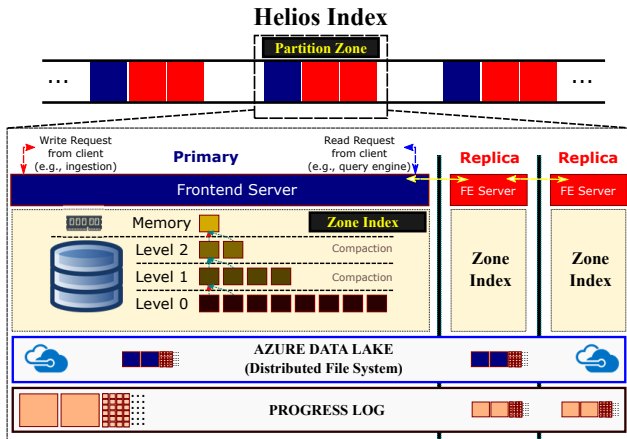 Helios Index
Partition Zone
... ...
Write Request
from client
(e.g., ingestion)
Primary
Read Request
from client
(e.g., query engine)
Replica
Replica
Frontend Server
FE Server
FE Server
Memory
Zone Index
Level 2
Compaction
Level 1
Compaction
Level 0
Zone
Index
Zone
Index
AZURE DATA LAKE
(Distributed File System)
PROGRESS LOG